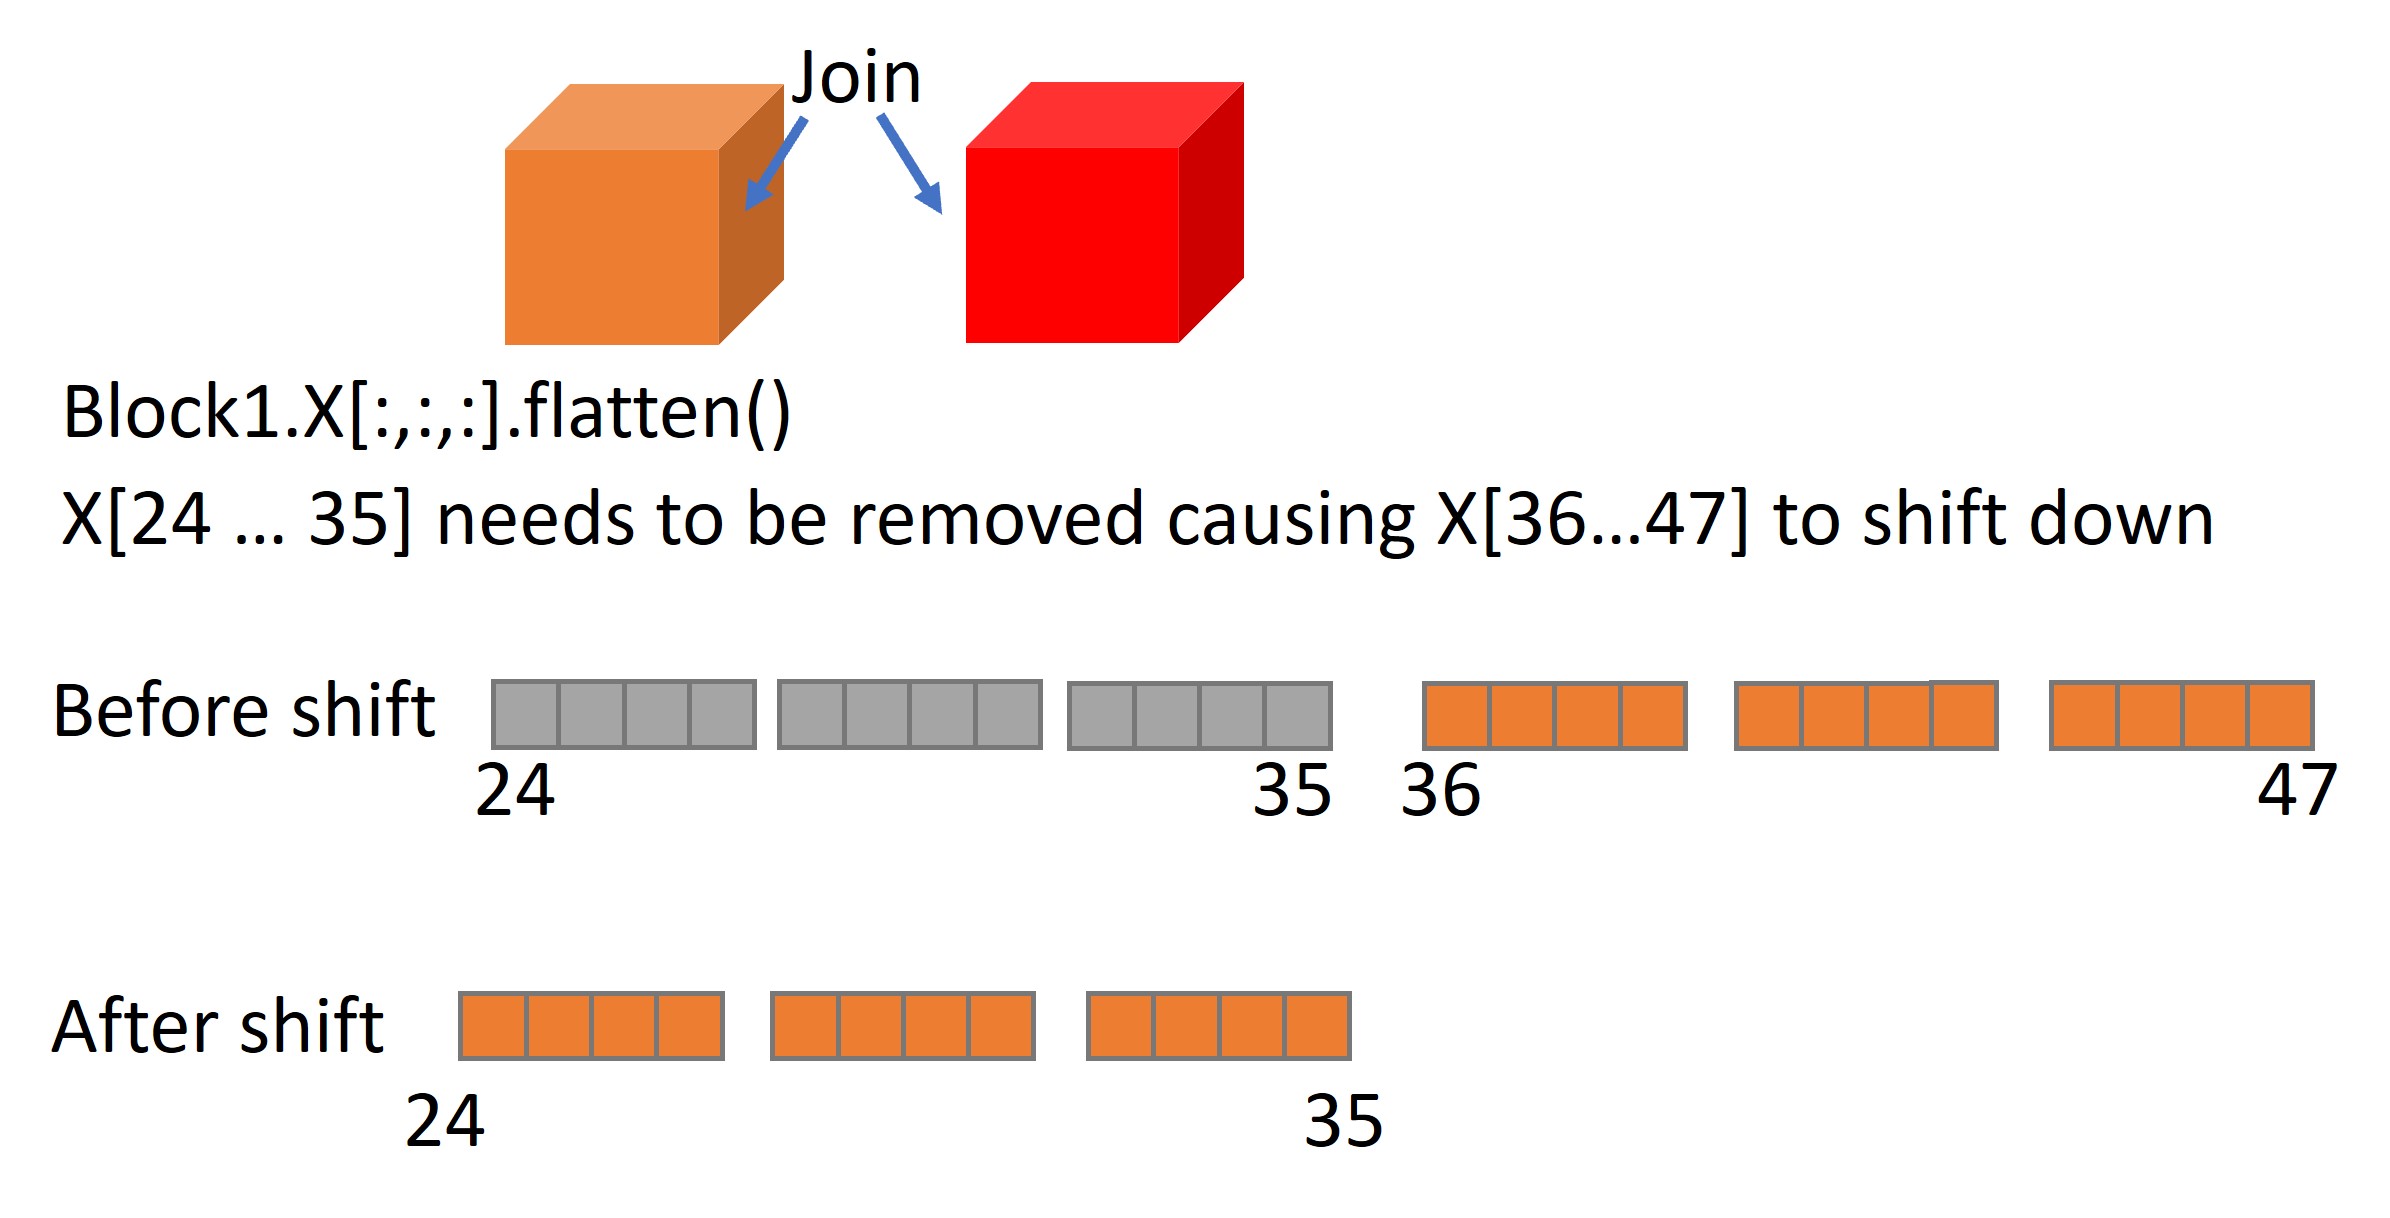 Join
Block1.X[:,:,:].flatten()
X[24 ... 35] needs to be removed causing X[36...47] to shift down
Before shift
24 35 36 47
After shift
24 35